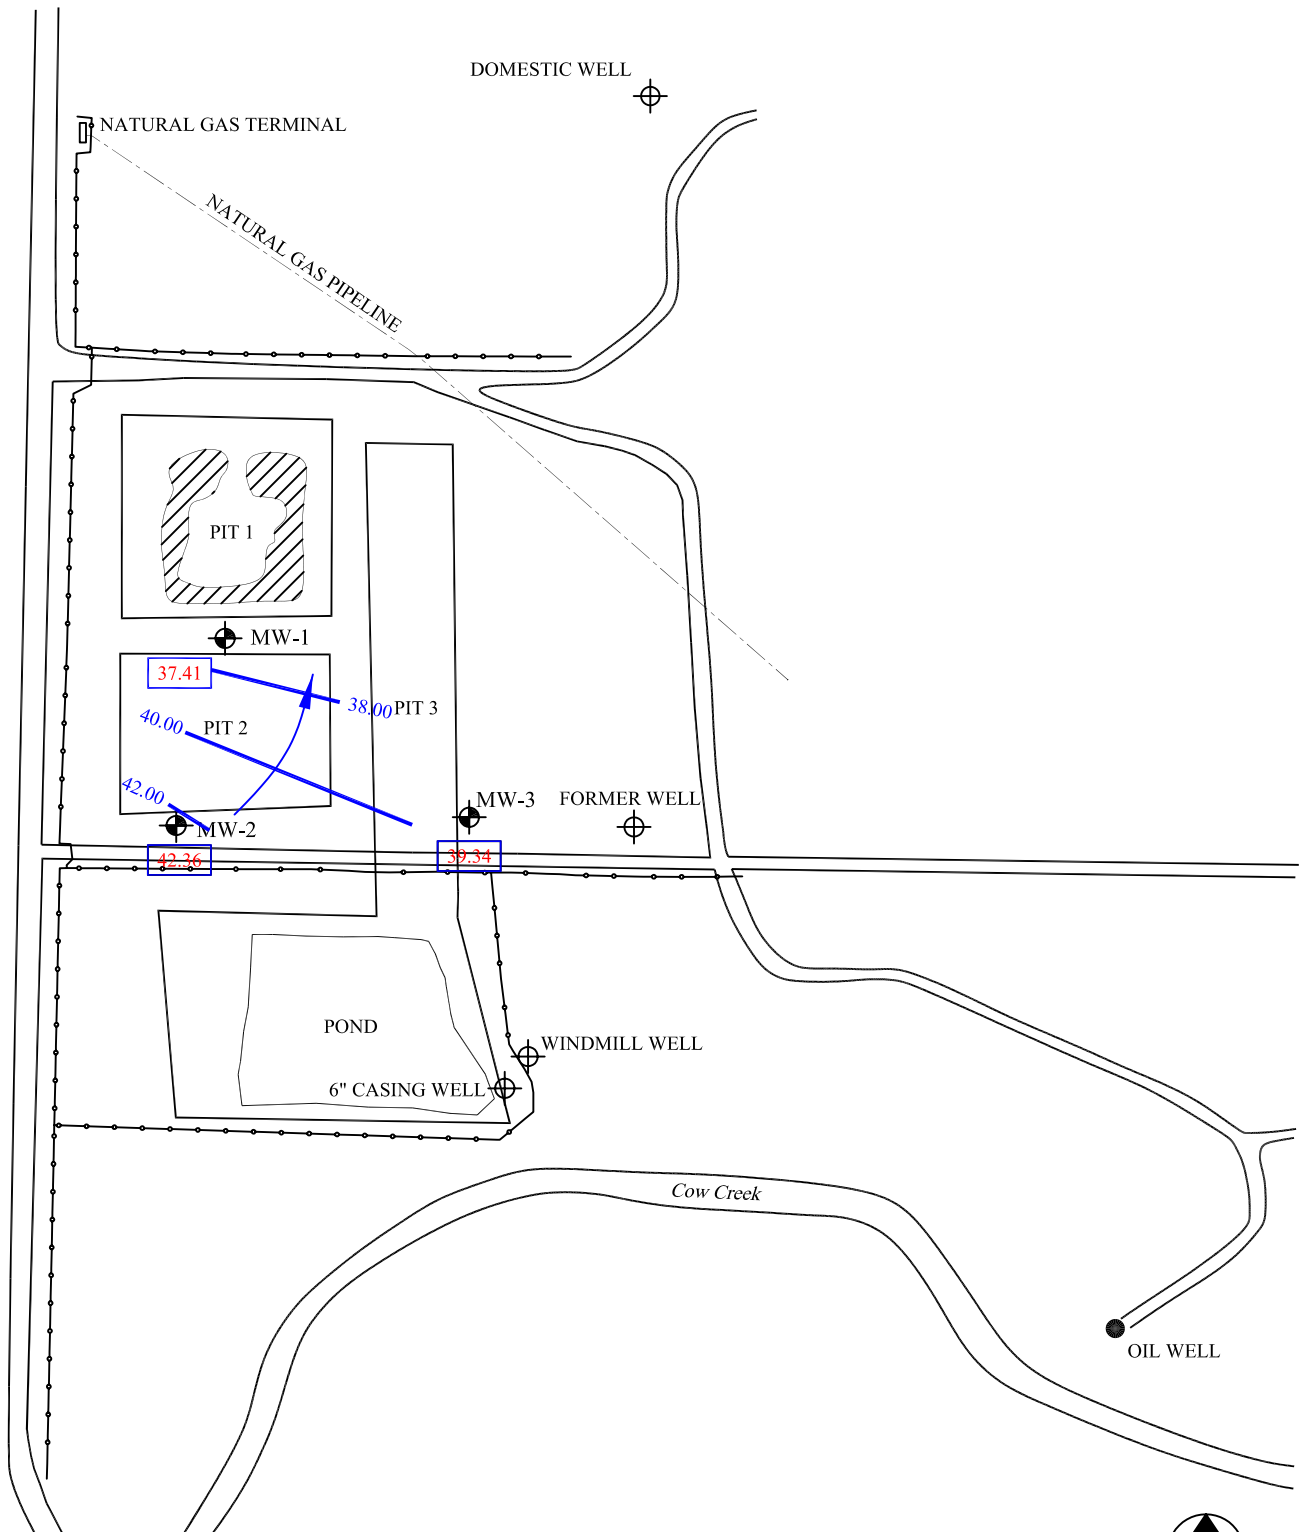 DOMESTIC WELL
NATURAL GAS TERMINAL
NATURAL GAS PIPELINE
PIT 1
MW-1
37.41
38.00
PIT 3
40.00
PIT 2
42.00
MW-3
FORMER WELL
MW-2
42.36
39.34
POND
WINDMILL WELL
6" CASING WELL
Cow Creek
OIL WELL